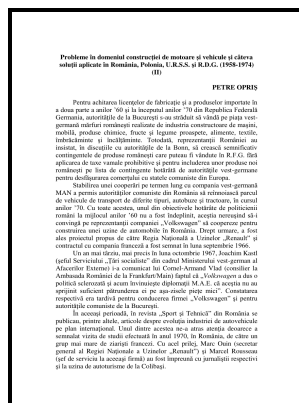 Probleme în domeniul construcţiei de motoare şi vehicule şi câteva
soluţii aplicate în România, Polonia, U.R.S.S. şi R.D.G. (1958-1974)
(II)
PETRE OPRIŞ
Pentru achitarea licenţelor de fabricaţie şi a produselor importate în
a doua parte a anilor ’60 şi la începutul anilor ’70 din Republica Federală
Germania, autorităţile de la Bucureşti s-au străduit să vândă pe piaţa vest-
germană mărfuri româneşti realizate de industria constructoare de maşini,
mobilă, produse chimice, fructe şi legume proaspete, alimente, textile,
îmbrăcăminte şi încălţăminte. Totodată, reprezentanţii României au
insistat, în discuţiile cu autorităţile de la Bonn, să crească semnificativ
contingentele de produse româneşti care puteau fi vândute în R.F.G. fără
aplicarea de taxe vamale prohibitive şi pentru includerea unor produse noi
româneşti pe lista de contingente hotărâtă de autorităţile vest-germane
pentru desfăşurarea comerţului cu statele comuniste din Europa.
Stabilirea unei cooperări pe termen lung cu compania vest-germană
MAN a permis autorităţilor comuniste din România să reînnoiască parcul
de vehicule de transport de diferite tipuri, autobuze şi tractoare, în cursul
anilor ’70. Cu toate acestea, unul din obiectivele hotărâte de politicienii
români la mijlocul anilor ’60 nu a fost îndeplinit, aceştia nereuşind să-i
convingă pe reprezentanţii companiei „Volkswagen” să coopereze pentru
construirea unei uzine de automobile în România. Drept urmare, a fost
ales proiectul propus de către Regia Naţională a Uzinelor „Renault” şi
contractul cu compania franceză a fost semnat în luna septembrie 1966.
Un an mai târziu, mai precis în luna octombrie 1967, Joachim Kastl
(şeful Serviciului „Ţări socialiste” din cadrul Ministerului vest-german al
Afacerilor Externe) i-a comunicat lui Cornel-Armand Vlad (consilier la
Ambasada României de la Frankfurt/Main) faptul că „Volkswagen a dus o
politică sclerozată şi acum învinuieşte diplomaţii M.A.E. că aceştia nu au
sprijinit suficient pătrunderea ei pe aşa-zisele pieţe mici”. Constatarea
respectivă era tardivă pentru conducerea firmei „Volkswagen” şi pentru
autorităţile comuniste de la Bucureşti.
În aceeaşi perioadă, în revista „Sport şi Tehnică” din România se
publicau, printre altele, articole despre evoluţia industriei de autovehicule
pe plan internaţional. Unul dintre acestea ne-a atras atenţia deoarece a
semnalat vizita de studii efectuată în anul 1970, în România, de către un
grup mai mare de ziarişti francezi. Cu acel prilej, Marc Ouin (secretar
general al Regiei Naţionale a Uzinelor „Renault”) şi Marcel Rousseau
(şef de serviciu la aceeaşi firmă) au fost împreună cu jurnaliştii respectivi
şi la uzina de autoturisme de la Colibaşi.